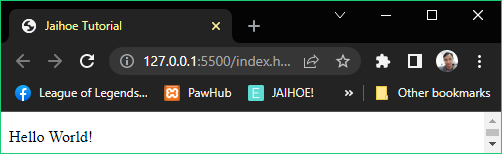 Jaihoe Tutorial
127.0.0.1:5500/index.h...
League of Legends... PawHub JAIHOE! » Other bookmarks
Hello World!